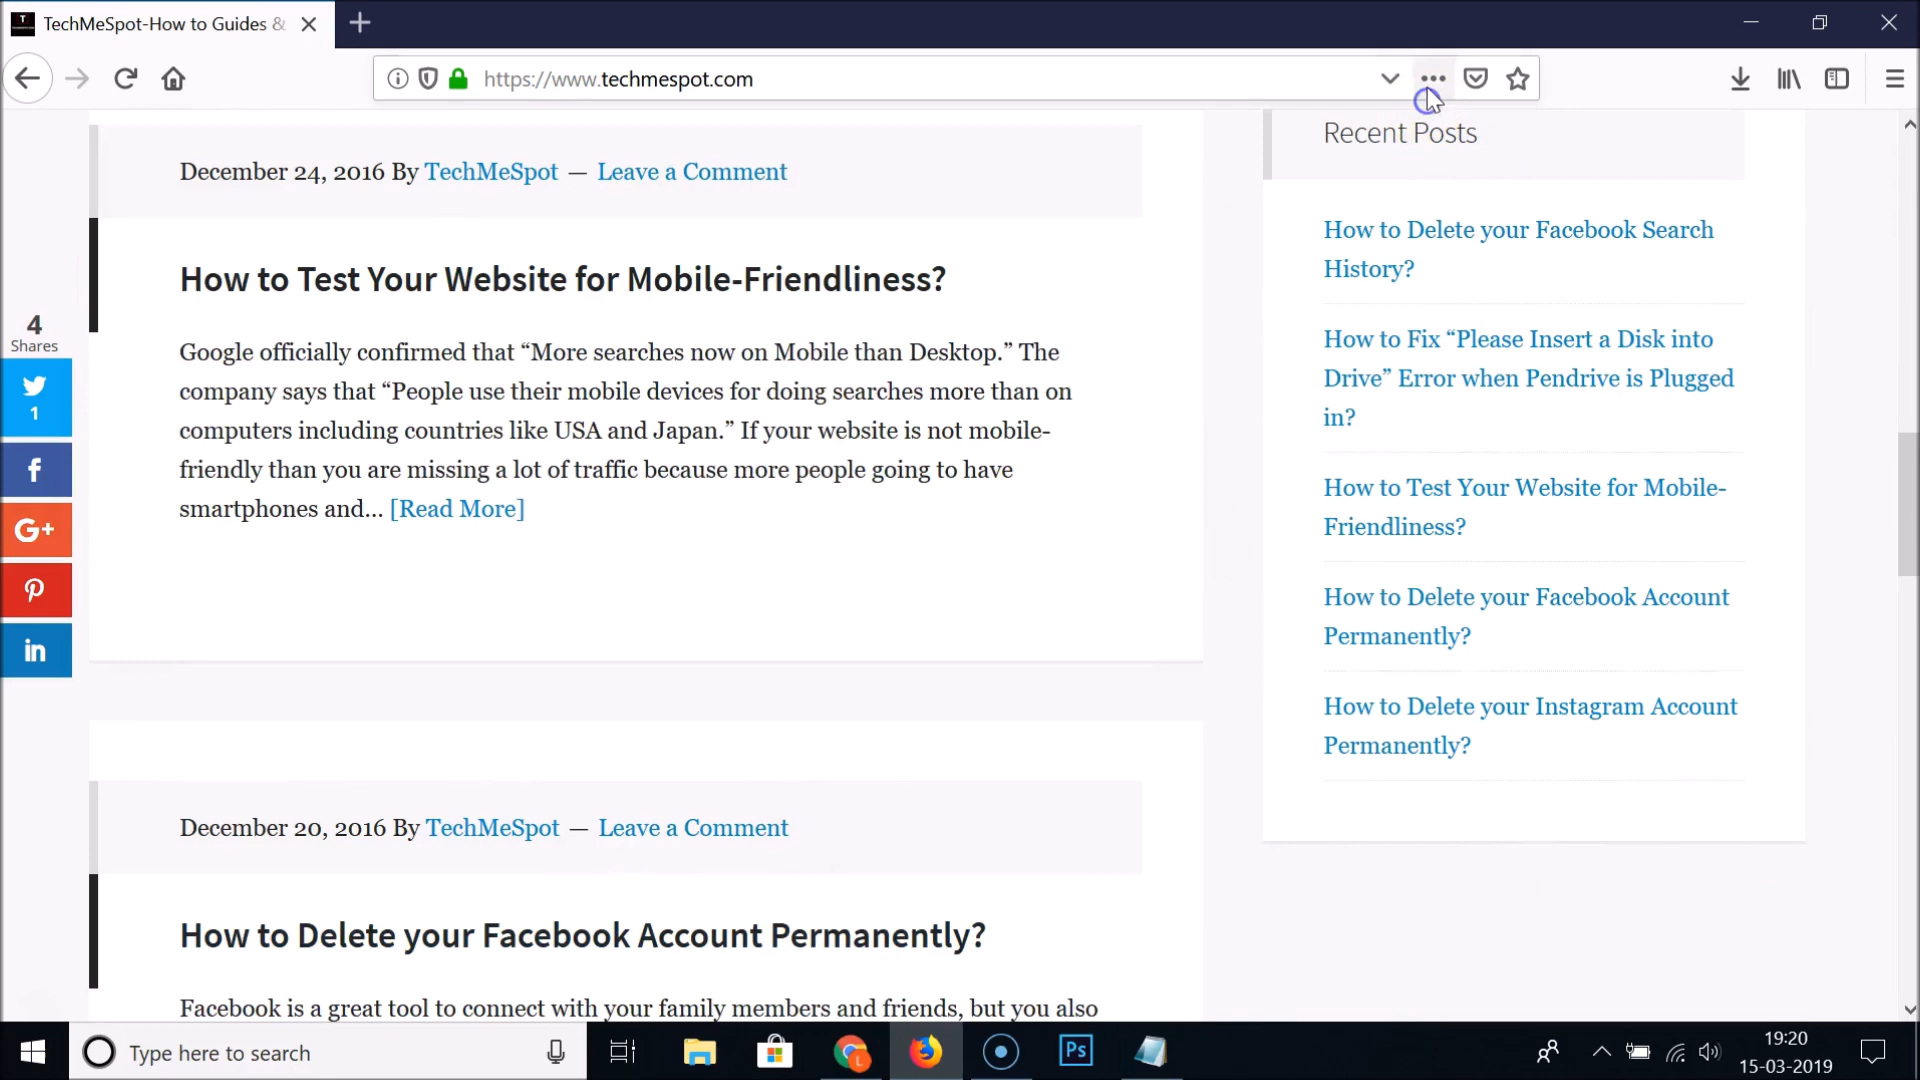 TechMeSpot-How to Guides &
https://www.techmespot.com
December 24, 2016 By TechMeSpot — Leave a Comment
How to Test Your Website for Mobile-Friendliness?
Google officially confirmed that “More searches now on Mobile than Desktop.” The
company says that “People use their mobile devices for doing searches more than on
computers including countries like USA and Japan.” If your website is not mobile-
friendly than you are missing a lot of traffic because more people going to have
smartphones and... [Read More]
4
Shares
1
f
G+
in
December 20, 2016 By TechMeSpot — Leave a Comment
How to Delete your Facebook Account Permanently?
Facebook is a great tool to connect with your family members and friends, but you also
Recent Posts
How to Delete your Facebook Search
History?
How to Fix “Please Insert a Disk into
Drive” Error when Pendrive is Plugged
in?
How to Test Your Website for Mobile-
Friendliness?
How to Delete your Facebook Account
Permanently?
How to Delete your Instagram Account
Permanently?
Type here to search
L
Ps
19:20
15-03-2019